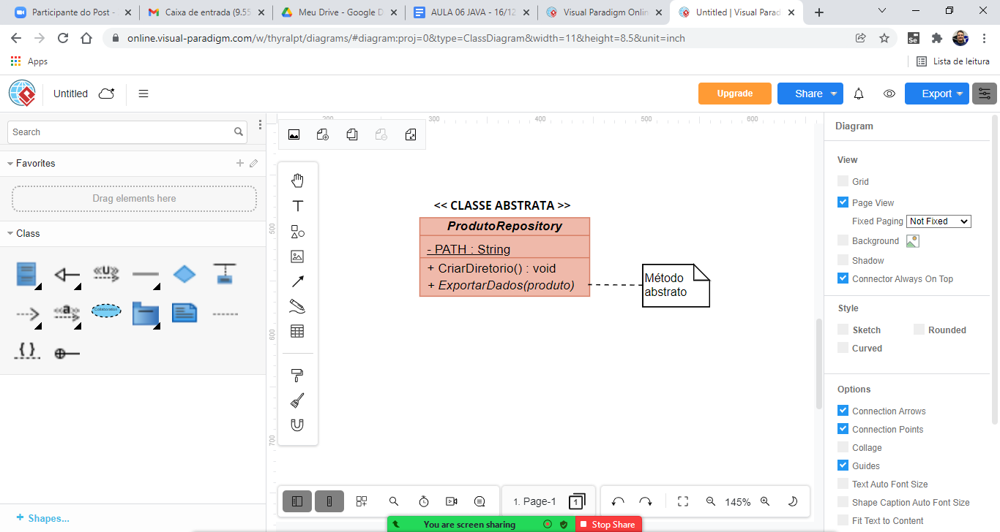 Participante do Post -
Caixa de entrada (9.55
Meu Drive - Google D
AULA 06 JAVA - 16/12
Visual Paradigm Onlin
Untitled | Visual Parad
online.visual-paradigm.com/w/thyralpt/diagrams/#diagram:proj=0&type=ClassDiagram&width=11&height=8.5&unit=inch
Se
Apps
Lista de leitura
Untitled
Upgrade
Share
Export
Search
Favorites
Drag elements here
Class
«U»
«a»
Collaboration
{ }
+ Shapes...
200 300 400 500 600
500
600
700
<< CLASSE ABSTRATA >>
ProdutoRepository
- PATH : String
+ CriarDiretorio() : void
+ ExportarDados(produto)
Método
abstrato
1. Page-1
1
145%
You are screen sharing
Stop Share
Diagram
View
Grid
Page View
Fixed Paging Not Fixed
Background
Shadow
Connector Always On Top
Style
Sketch Rounded
Curved
Options
Connection Arrows
Connection Points
Collage
Guides
Text Auto Font Size
Shape Caption Auto Font Size
Fit Text to Content